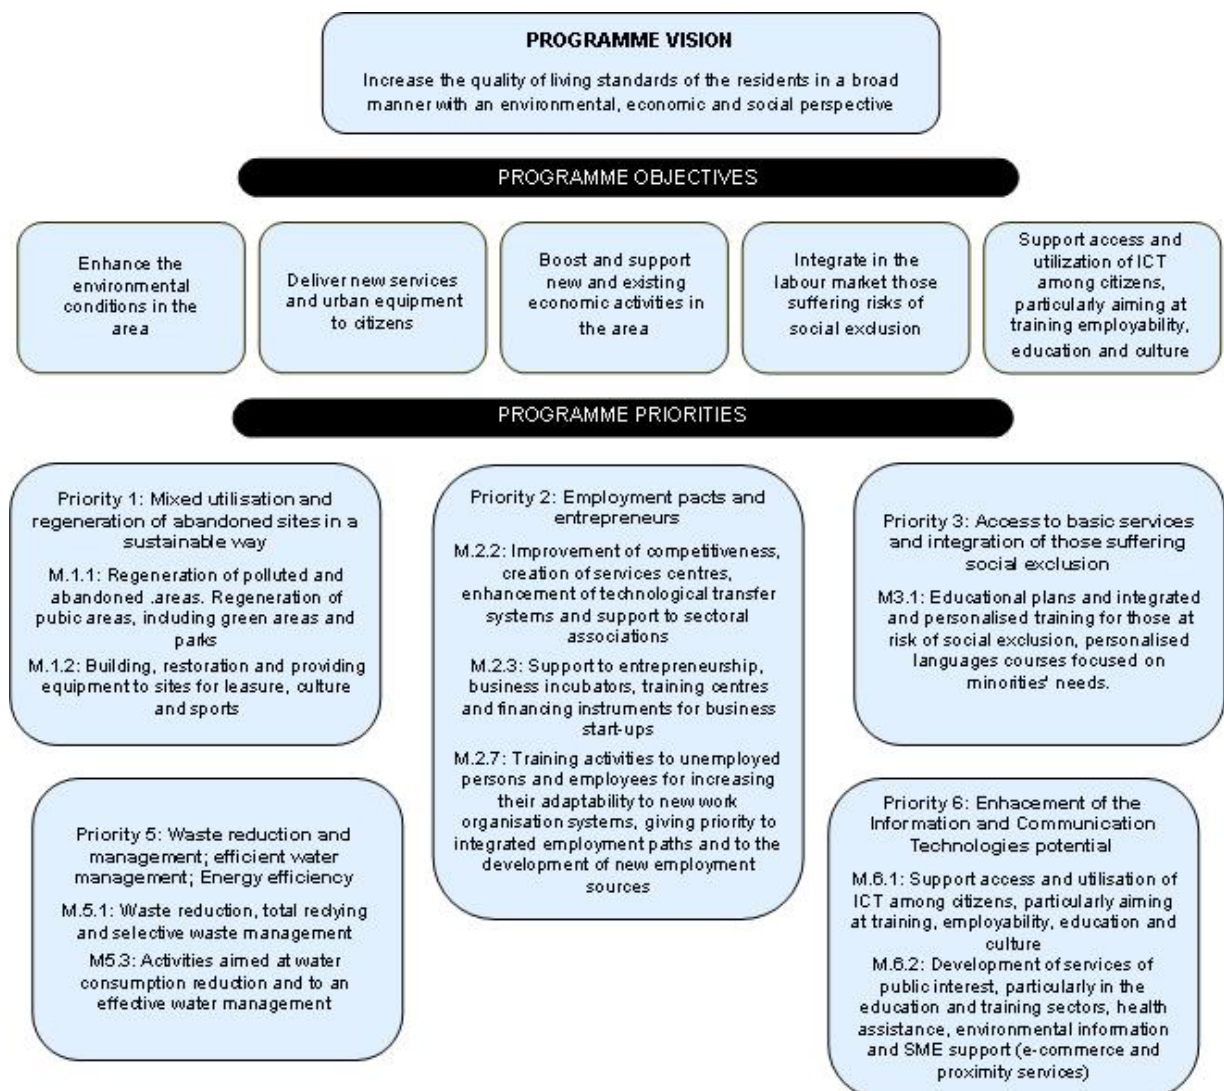 PROGRAMME VISION
Increase the quality of living standards of the residents in a broad
manner with an environmental, economic and social perspective
PROGRAMME OBJECTIVES
Enhance the
environmental
conditions in the
area
Deliver new services
and urban equipment
to citizens
Boost and support
new and existing
economic activities in
the area
Integrate in the
labour market those
suffering risks of
social exclusion
Support access and
utilization of ICT
among citizens,
particularly aiming at
training employability,
education and culture
PROGRAMME PRIORITIES
Priority 1: Mixed utilisation and
regeneration of abandoned sites in a
sustainable way
M.1.1: Regeneration of polluted and
abandoned .areas. Regeneration of
pubic areas, including green areas and
parks
M.1.2: Building, restoration and providing
equipment to sites for leasure, culture
and sports
Priority 2: Employment pacts and
entrepreneurs
M.2.2: Improvement of competitiveness,
creation of services centres,
enhancement of technological transfer
systems and support to sectoral
associations
M.2.3: Support to entrepreneurship,
business incubators, training centres
and financing instruments for business
start-ups
M.2.7: Training activities to unemployed
persons and employees for increasing
their adaptability to new work
organisation systems, giving priority to
integrated employment paths and to the
development of new employment
sources
Priority 3: Access to basic services
and integration of those suffering
social exclusion
M3.1: Educational plans and integrated
and personalised training for those at
risk of social exclusion, personalised
languages courses focused on
minorities' needs.
Priority 5: Waste reduction and
management; efficient water
management; Energy efficiency
M.5.1: Waste reduction, total reclying
and selective waste management
M5.3: Activities aimed at water
consumption reduction and to an
effective water management
Priority 6: Enhacement of the
Information and Communication
Technologies potential
M.6.1: Support access and utilisation of
ICT among citizens, particularly aiming
at training, employability, education and
culture
M.6.2: Development of services of
public interest, particularly in the
education and training sectors, health
assistance, environmental information
and SME support (e-commerce and
proximity services)